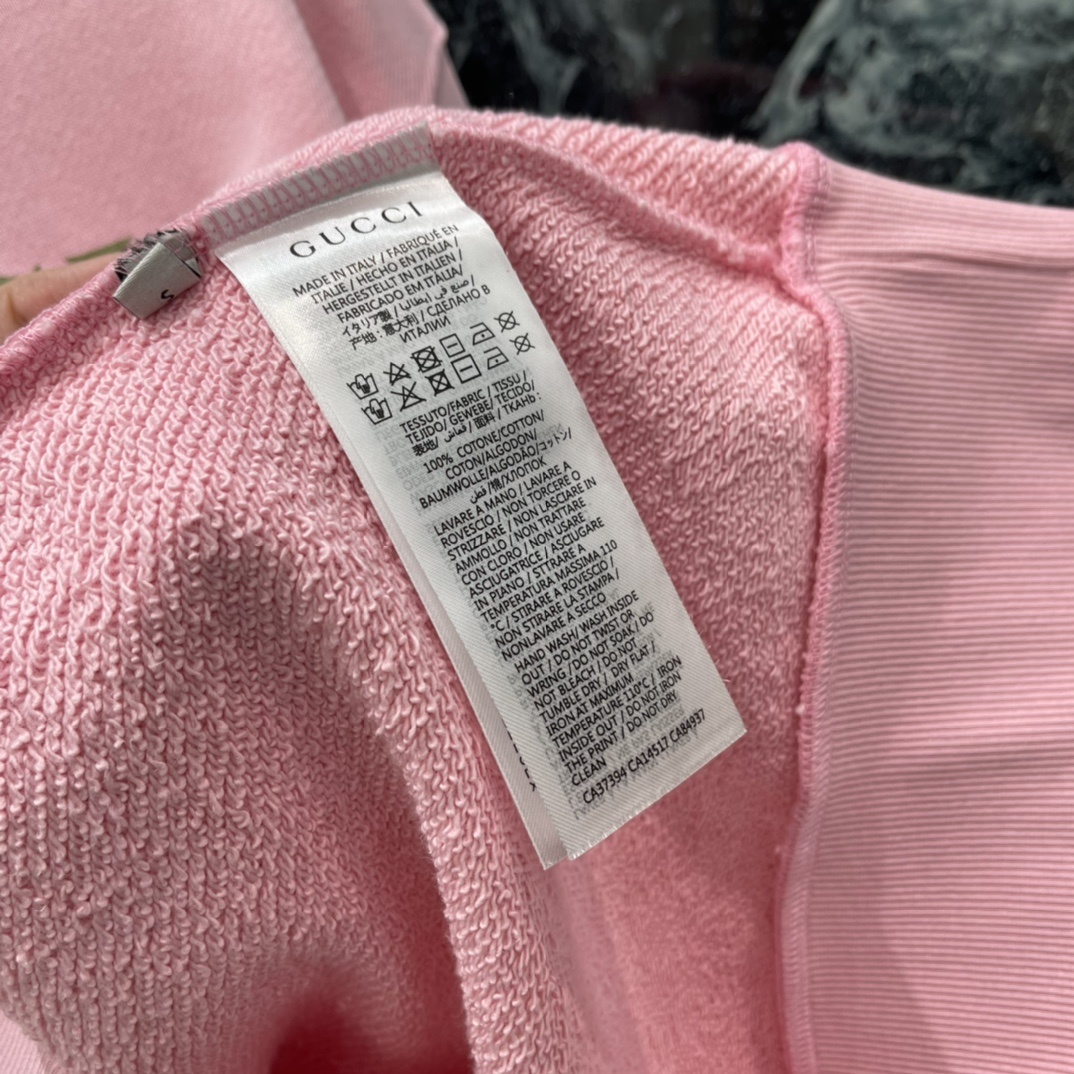 S
GUCCI
MADE IN ITALY / FABRIQUÉ EN
ITALIE / HECHO EN ITALIA /
HERGESTELLT IN ITALIEN /
FABRICADO EM ITÁLIA/
イタリア製 / صنع في إيطاليا /
产地 : 意大利 / СДЕЛАНО В
ИТАЛИИ
TESSUTO/FABRIC / TISSU /
TEJIDO/ GEWEBE/ TECIDO/
表地/ قماش / 面料 / ТКАНЬ :
100% COTONE/COTTON/
COTON/ALGODON/
BAUMWOLLE/ALGODÃO/コットン/
قطن /棉/ХЛОПОК
LAVARE A MANO / LAVARE A
ROVESCIO / NON TORCERE O
STRIZZARE / NON LASCIARE IN
AMMOLLO / NON TRATTARE
CON CLORO / NON USARE
ASCIUGATRICE / ASCIUGARE
IN PIANO / STTRARE A
TEMPERATURA MASSIMA 110
°C / STIRARE A ROVESCIO /
NON STIRARE LA STAMPA /
NONLAVARE A SECCO
HAND WASH/ WASH INSIDE
OUT / DO NOT TWIST OR
WRING / DO NOT SOAK / DO
NOT BLEACH / DO NOT
TUMBLE DRY / DRY FLAT /
IRON AT MAXIMUM
TEMPERATURE 110°C / IRON
INSIDE OUT / DO NOT IRON
THE PRINT / DO NOT DRY
CLEAN
CA37394 CA14517 CA84937